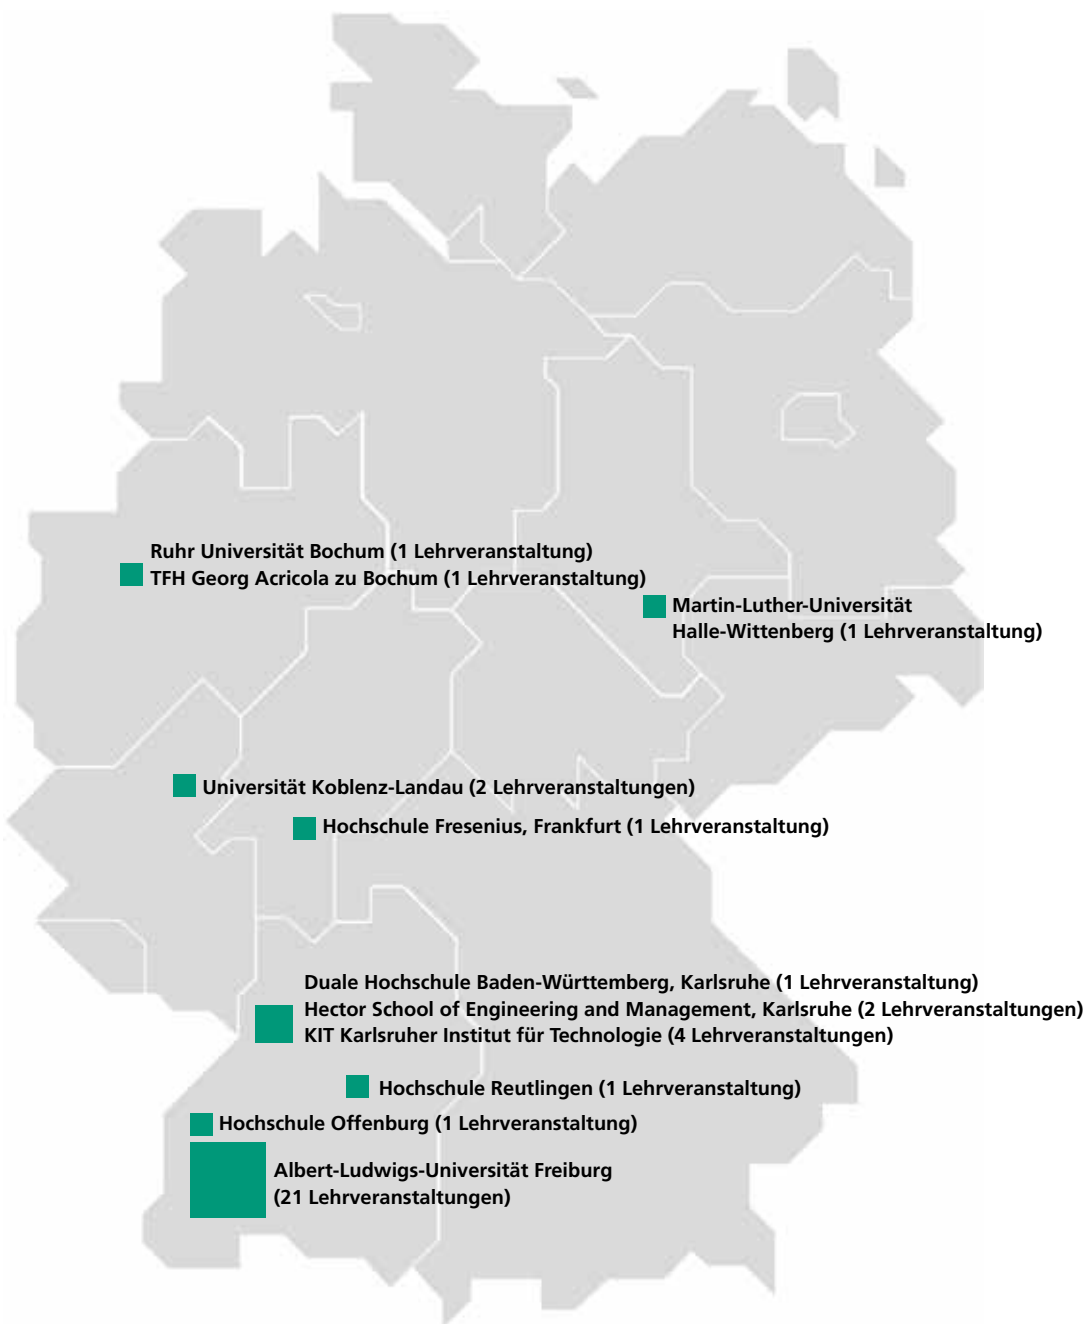 Ruhr Universität Bochum (1 Lehrveranstaltung)
TFH Georg Acricola zu Bochum (1 Lehrveranstaltung)
Martin-Luther-Universität
Halle-Wittenberg (1 Lehrveranstaltung)
Universität Koblenz-Landau (2 Lehrveranstaltungen)
Hochschule Fresenius, Frankfurt (1 Lehrveranstaltung)
Duale Hochschule Baden-Württemberg, Karlsruhe (1 Lehrveranstaltung)
Hector School of Engineering and Management, Karlsruhe (2 Lehrveranstaltungen)
KIT Karlsruher Institut für Technologie (4 Lehrveranstaltungen)
Hochschule Reutlingen (1 Lehrveranstaltung)
Hochschule Offenburg (1 Lehrveranstaltung)
Albert-Ludwigs-Universität Freiburg
(21 Lehrveranstaltungen)